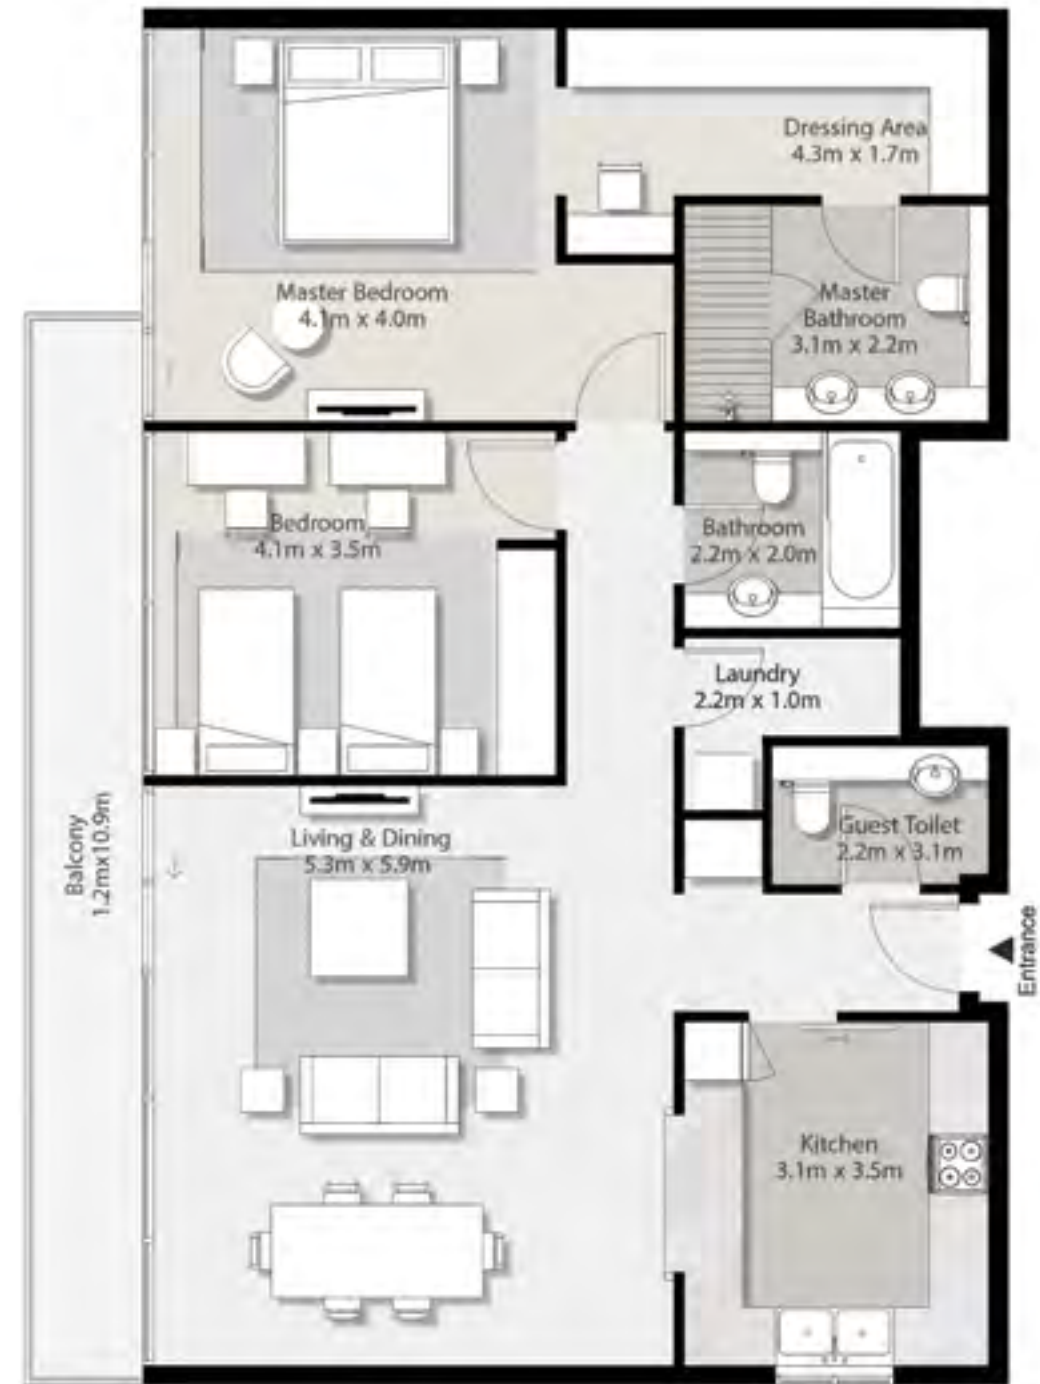 Dressing Area
4.3m x 1.7m
Master Bedroom
4.1m x 4.0m
Master
Bathroom
3.1m x 2.2m
Bedroom
4.1m x 3.5m
Bathroom
2.2m x 2.0m
Laundry
2.2m x 1.0m
Balcony
1.2mx10.9m
Living & Dining
5.3m x 5.9m
Guest Toilet
2.2m x 3.1m
Entrance
Kitchen
3.1m x 3.5m